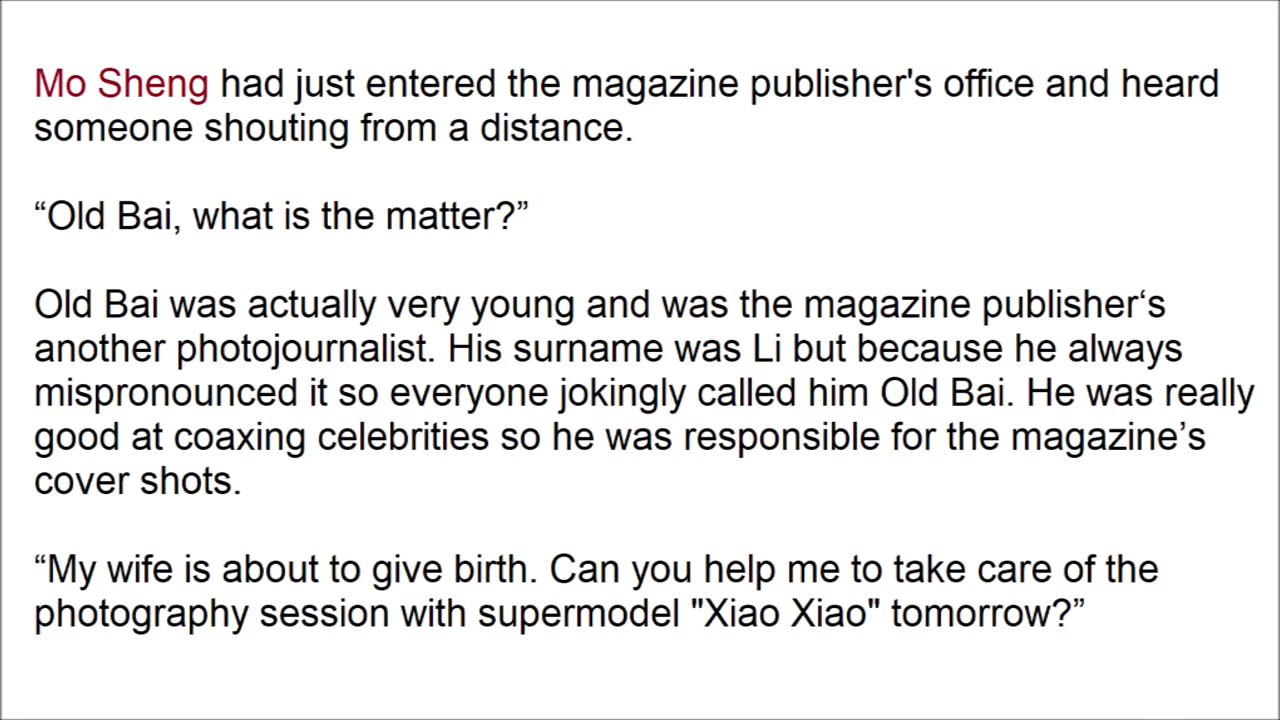 Mo Sheng had just entered the magazine publisher's office and heard
someone shouting from a distance.
“Old Bai, what is the matter?”
Old Bai was actually very young and was the magazine publisher‘s
another photojournalist. His surname was Li but because he always
mispronounced it so everyone jokingly called him Old Bai. He was really
good at coaxing celebrities so he was responsible for the magazine’s
cover shots.
“My wife is about to give birth. Can you help me to take care of the
photography session with supermodel "Xiao Xiao" tomorrow?”